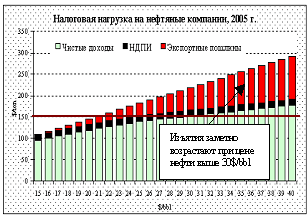 Налоговая нагрузка на нефтяные компании, 2005 г.
Чистые доходы НДПИ Экспортные пошлины
350
300
250
200
150
100
50
0
Изъятия заметно
возрастают при цене
нефти выше 30$/bbl
15 16 17 18 19 20 21 22 23 24 25 26 27 28 29 30 31 32 33 34 35 36 37 38 39 40
$/bbl